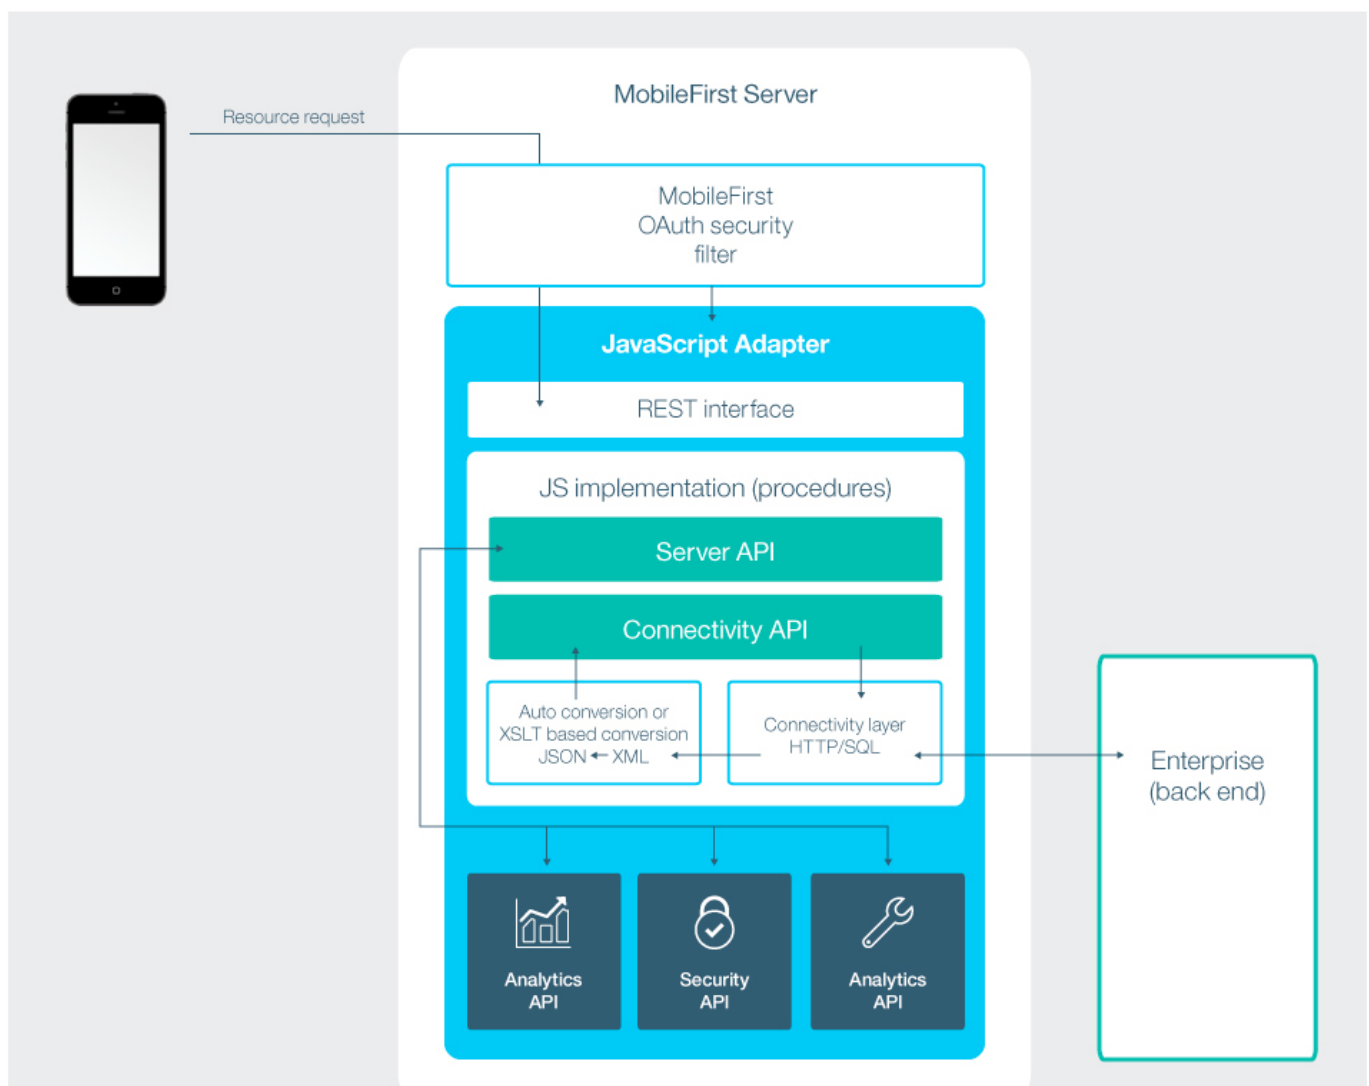 MobileFirst Server
Resource request
MobileFirst
OAuth security
filter
JavaScript Adapter
REST interface
JS implementation (procedures)
Server API
Connectivity API
Auto conversion or
XSLT based conversion
JSON ← XML
Connectivity layer
HTTP/SQL
Enterprise
(back end)
Analytics
API
Security
API
Analytics
API